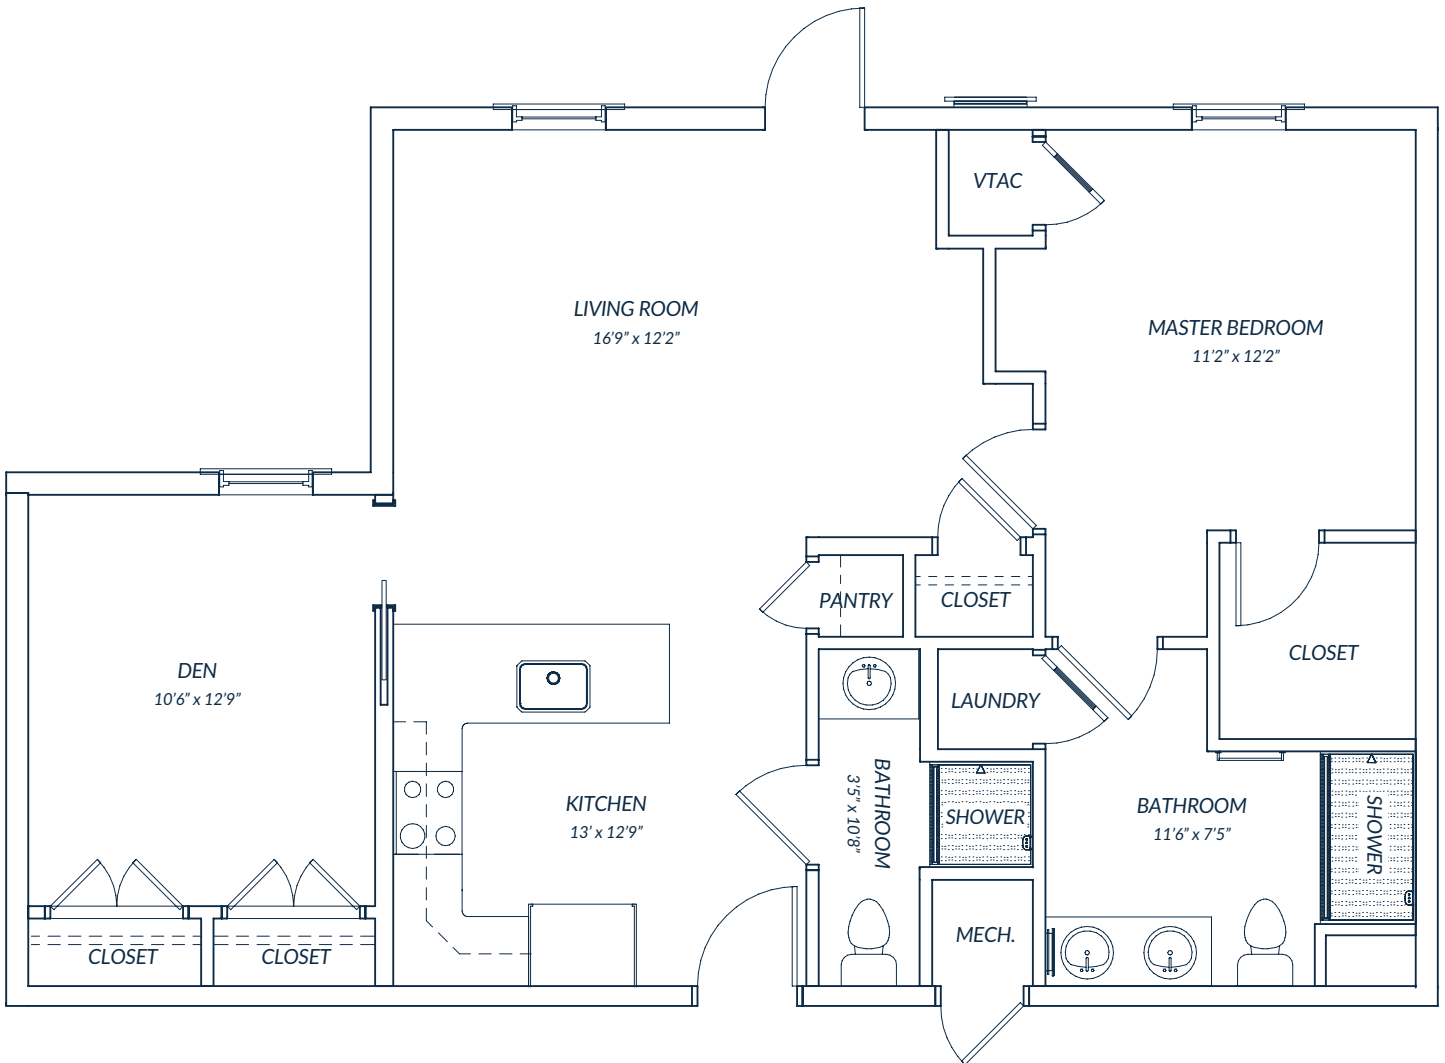 VTAC
LIVING ROOM
16’9” x 12’2”
MASTER BEDROOM
11’2” x 12’2”
PANTRY
CLOSET
CLOSET
DEN
10’6” x 12’9”
LAUNDRY
KITCHEN
13’ x 12’9”
BATHROOM
3’5” x 10’8”
SHOWER
BATHROOM
11’6” x 7’5”
SHOWER
MECH.
CLOSET
CLOSET